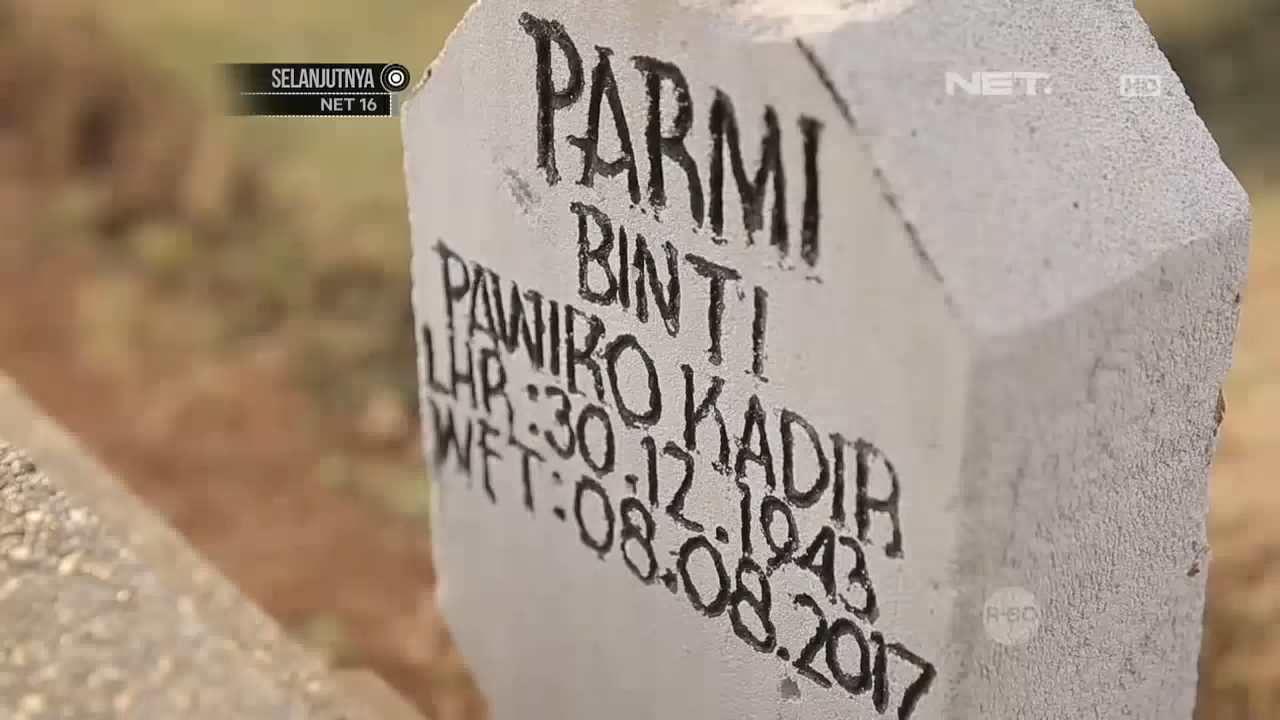 SELANJUTNYA
NET 16
NET.
HD
PARMI
BINTI
PAWIRO KADIR
LHR : 30.12.1943
WFT : 08.08.2017
R-BO